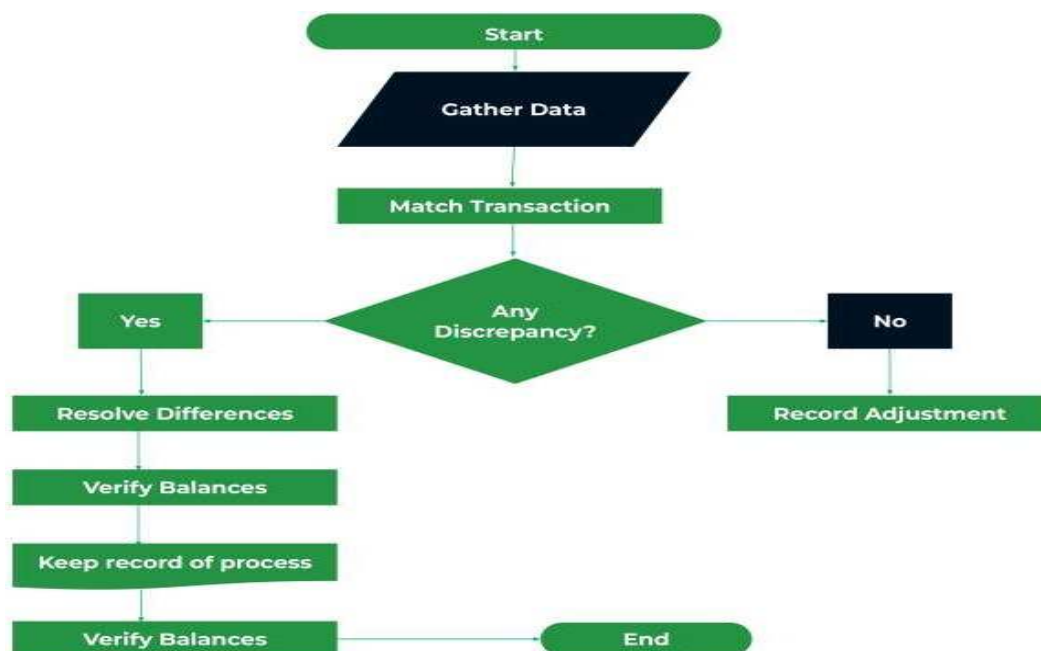 Start
Gather Data
Match Transaction
Any
Discrepancy?
Yes
No
Resolve Differences
Record Adjustment
Verify Balances
Keep record of process
Verify Balances
End